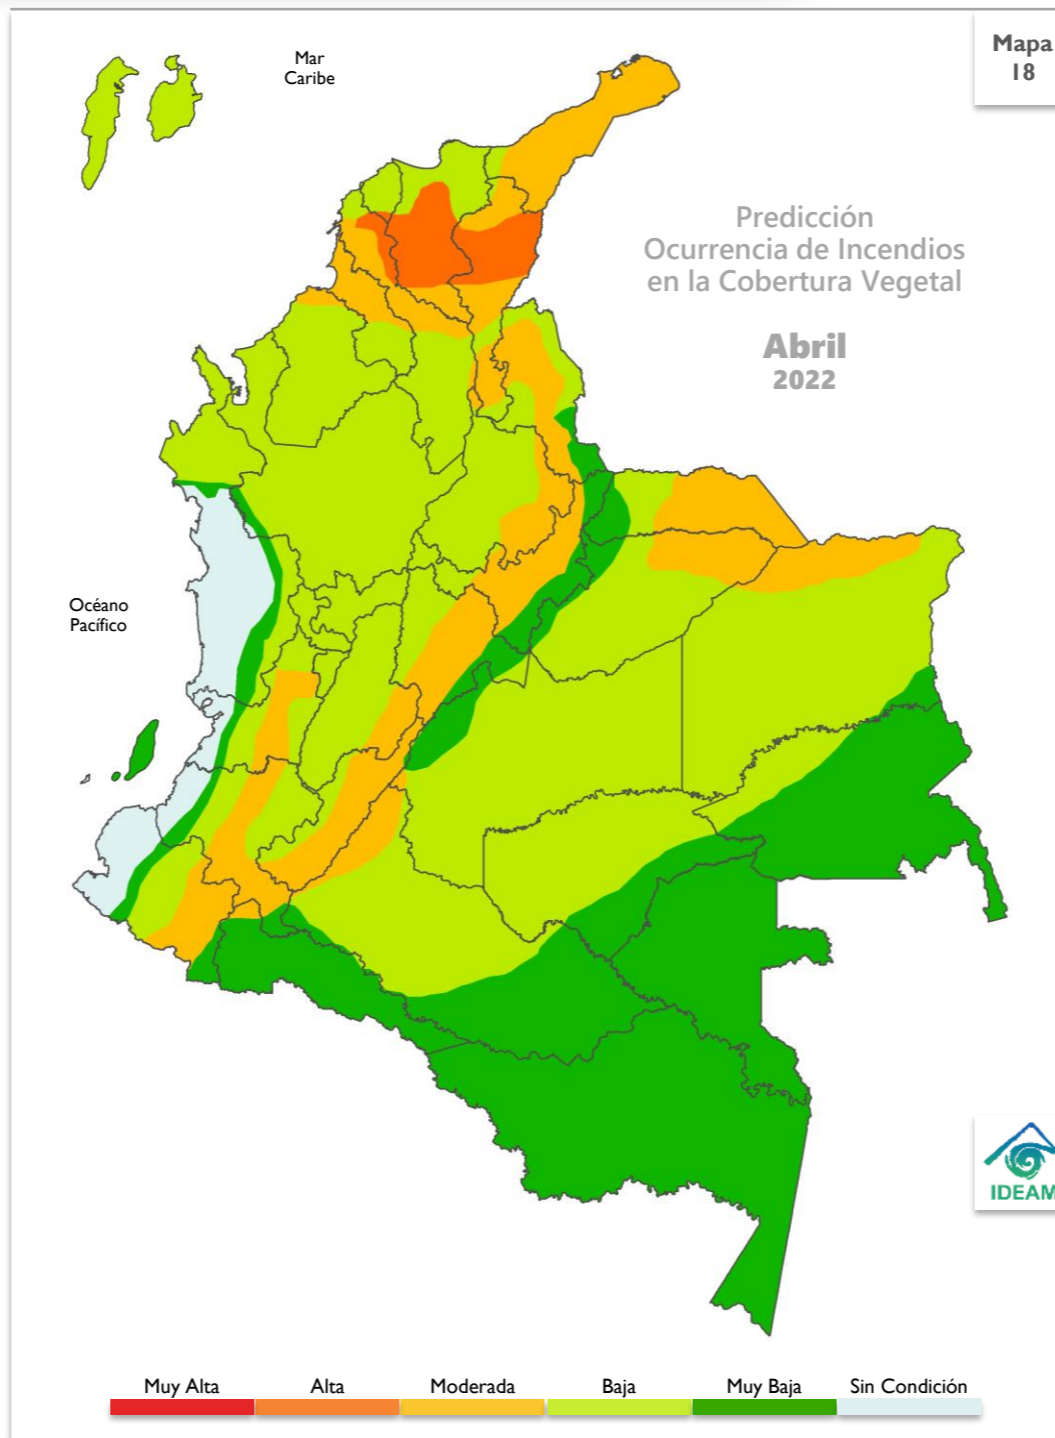 Mapa
18
Mar
Caribe
Predicción
Ocurrencia de Incendios
en la Cobertura Vegetal
Abril
2022
Océano
Pacífico
IDEAM
Muy Alta
Alta
Moderada
Baja
Muy Baja
Sin Condición